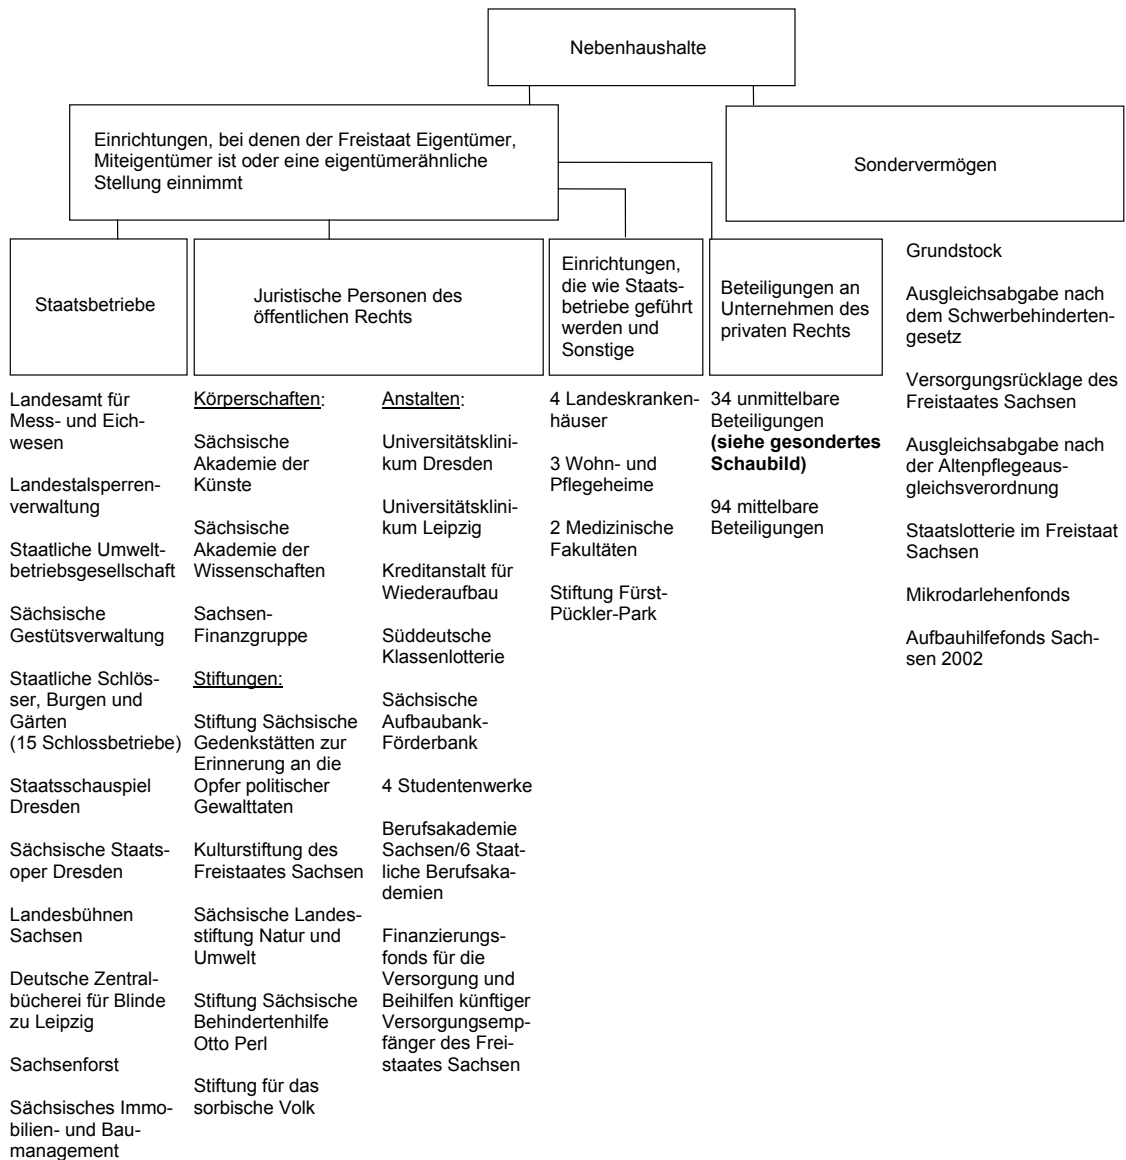 Nebenhaushalte
Einrichtungen, bei denen der Freistaat Eigentümer,
Miteigentümer ist oder eine eigentümerähnliche
Stellung einnimmt
Sondervermögen
Staatsbetriebe
Juristische Personen des
öffentlichen Rechts
Einrichtungen,
die wie Staats-
betriebe geführt
werden und
Sonstige
Beteiligungen an
Unternehmen des
privaten Rechts
Landesamt für
Mess- und Eich-
wesen
Landestalsperren-
verwaltung
Staatliche Umwelt-
betriebsgesellschaft
Sächsische
Gestütsverwaltung
Staatliche Schlös-
ser, Burgen und
Gärten
(15 Schlossbetriebe)
Staatsschauspiel
Dresden
Sächsische Staats-
oper Dresden
Landesbühnen
Sachsen
Deutsche Zentral-
bücherei für Blinde
zu Leipzig
Sachsenforst
Sächsisches Immo-
bilien- und Bau-
management
Körperschaften:
Sächsische
Akademie der
Künste
Sächsische
Akademie der
Wissenschaften
Sachsen-
Finanzgruppe
Stiftungen:
Stiftung Sächsische
Gedenkstätten zur
Erinnerung an die
Opfer politischer
Gewalttaten
Kulturstiftung des
Freistaates Sachsen
Sächsische Landes-
stiftung Natur und
Umwelt
Stiftung Sächsische
Behindertenhilfe
Otto Perl
Stiftung für das
sorbische Volk
Anstalten:
Universitätsklini-
kum Dresden
Universitätsklini-
kum Leipzig
Kreditanstalt für
Wiederaufbau
Süddeutsche
Klassenlotterie
Sächsische
Aufbaubank-
Förderbank
4 Studentenwerke
Berufsakademie
Sachsen/6 Staat-
liche Berufsaka-
demien
Finanzierungs-
fonds für die
Versorgung und
Beihilfen künftiger
Versorgungsemp-
fänger des Frei-
staates Sachsen
4 Landeskranken-
häuser
3 Wohn- und
Pflegeheime
2 Medizinische
Fakultäten
Stiftung Fürst-
Pückler-Park
34 unmittelbare
Beteiligungen
(siehe gesondertes
Schaubild)
94 mittelbare
Beteiligungen
Grundstock
Ausgleichsabgabe nach
dem Schwerbehinderten-
gesetz
Versorgungsrücklage des
Freistaates Sachsen
Ausgleichsabgabe nach
der Altenpflegeaus-
gleichsverordnung
Staatslotterie im Freistaat
Sachsen
Mikrodarlehenfonds
Aufbauhilfefonds Sach-
sen 2002